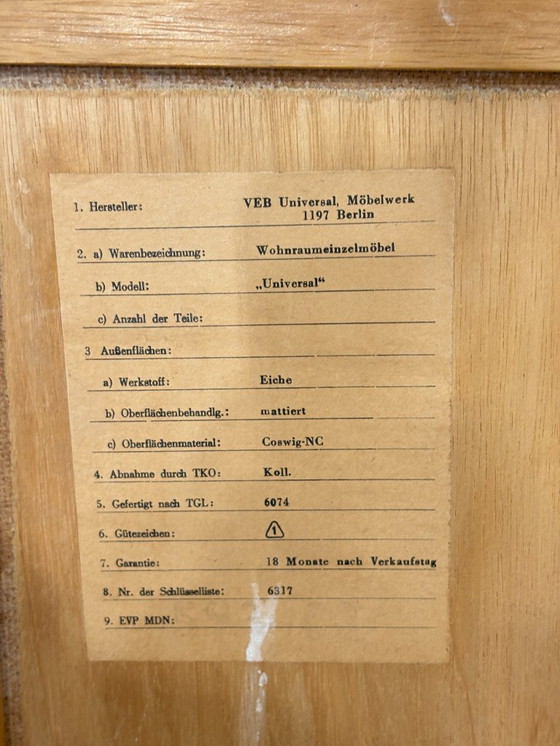 1. Hersteller: VEB Universal, Möbelwerk
1197 Berlin
2. a) Warenbezeichnung: Wohnraumeinzelmöbel
b) Modell: „Universal“
c) Anzahl der Teile:
3 Außenflächen:
a) Werkstoff: Eiche
b) Oberflächenbehandlg.: mattiert
c) Oberflächenmaterial: Coswig-NC
4. Abnahme durch TKO: Koll.
5. Gefertigt nach TGL: 6074
6. Gütezeichen: 1
7. Garantie: 18 Monate nach Verkaufstag
8. Nr. der Schlüsselliste: 6317
9. EVP MDN: